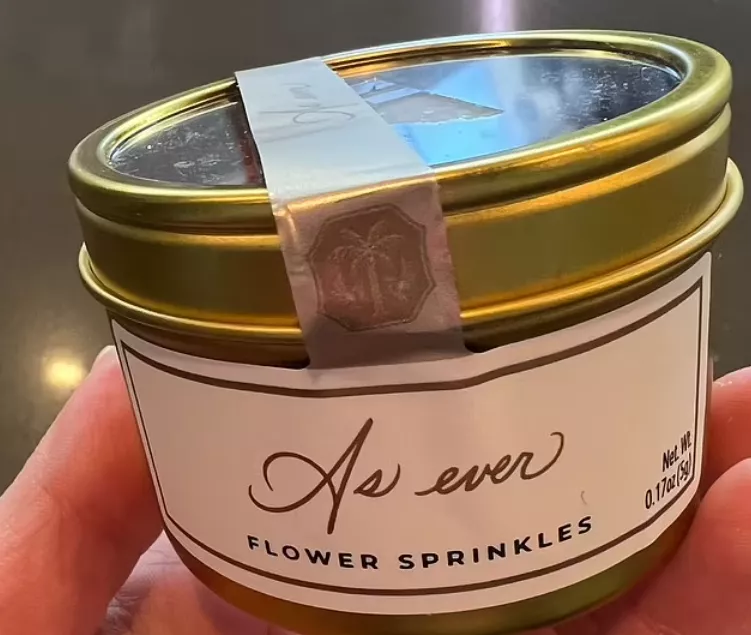 As ever
FLOWER SPRINKLES
Net. Wt.
0.17oz (5g)